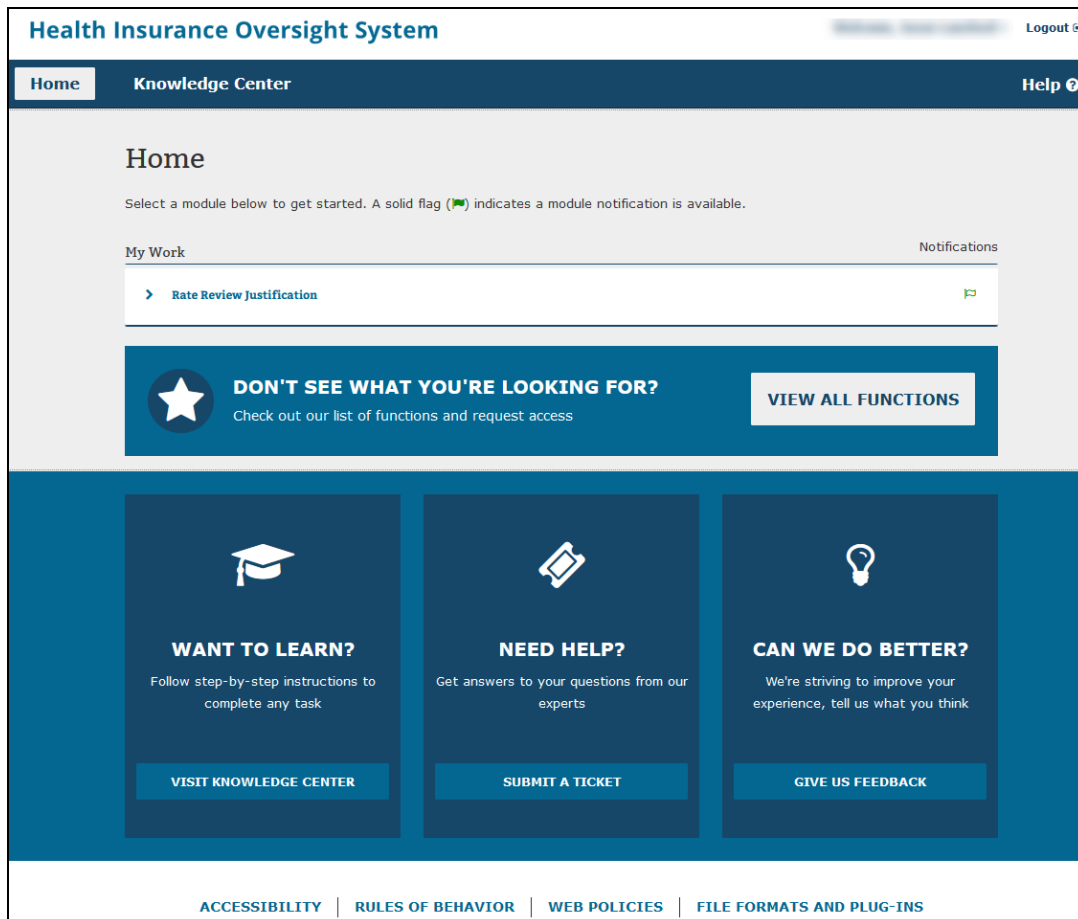 Health Insurance Oversight System
Logout
Home Knowledge Center Help
Home
Select a module below to get started. A solid flag ( ) indicates a module notification is available.
My Work Notifications
Rate Review Justification
DON'T SEE WHAT YOU'RE LOOKING FOR?
Check out our list of functions and request access
VIEW ALL FUNCTIONS
WANT TO LEARN?
Follow step-by-step instructions to
complete any task
VISIT KNOWLEDGE CENTER
NEED HELP?
Get answers to your questions from our
experts
SUBMIT A TICKET
CAN WE DO BETTER?
We're striving to improve your
experience, tell us what you think
GIVE US FEEDBACK
ACCESSIBILITY | RULES OF BEHAVIOR | WEB POLICIES | FILE FORMATS AND PLUG-INS